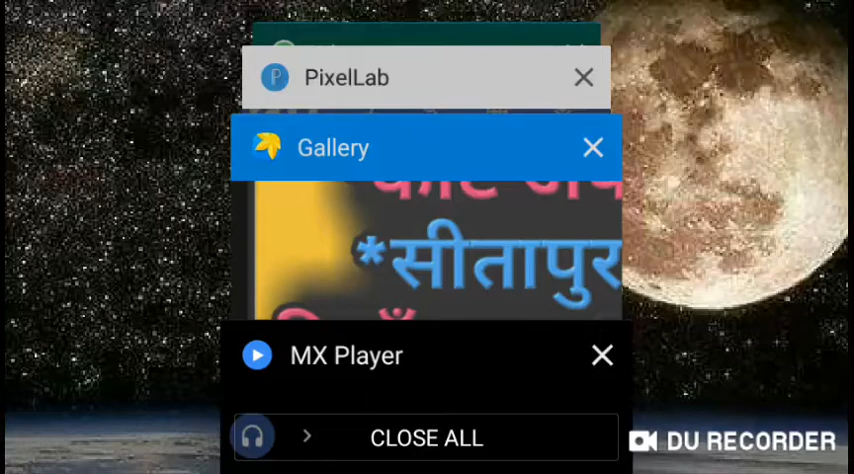 PixelLab
Gallery
*सीतापुर
MX Player
CLOSE ALL
DU RECORDER